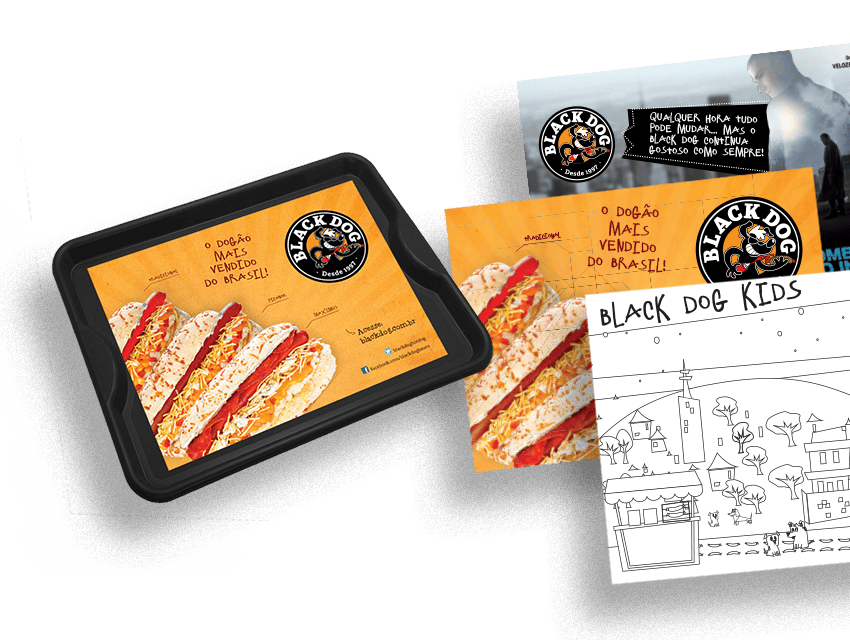 O DOGÃO
MAIS
VENDIDO
DO BRASIL!
BLACK DOG
Desde 1997
TRADICIONAL
Acesse:
blackdog.com.br
BLACK DOG
Desde 1997
QUALQUER HORA TUDO
PODE MUDAR... MAS O
BLACK DOG CONTINUA
GOSTOSO COMO SEMPRE!
TRADICIONAL
O DOGÃO
MAIS
VENDIDO
DO BRASIL!
BLACK DOG
BLACK DOG KIDS